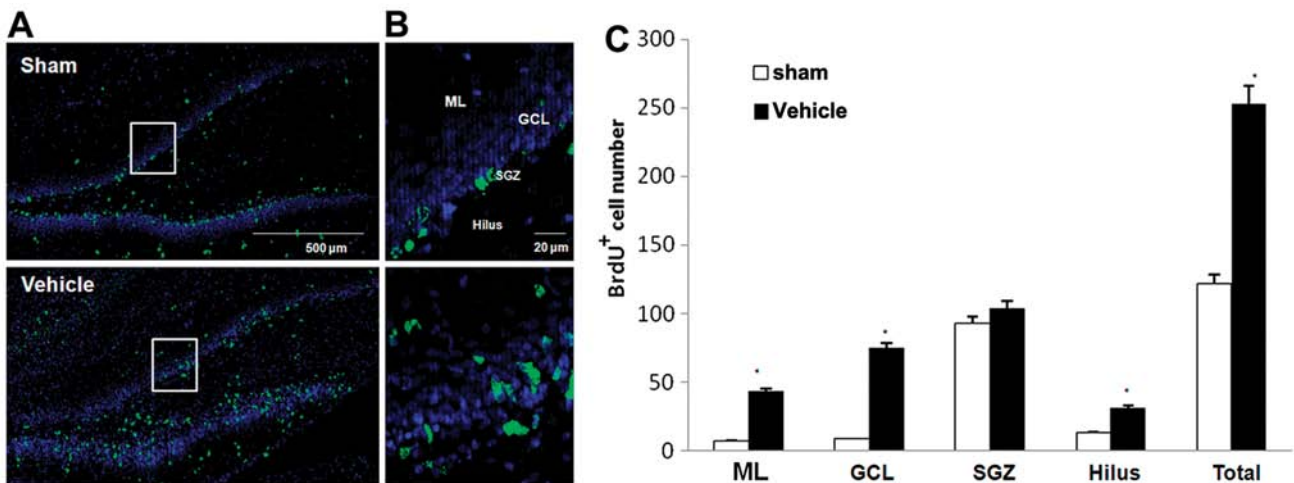 A
Sham
500 µm
Vehicle
B
ML
GCL
SGZ
Hilus
20 µm
C
300
250
200
150
100
50
0
BrdU+ cell number
sham
Vehicle
ML GCL SGZ Hilus Total